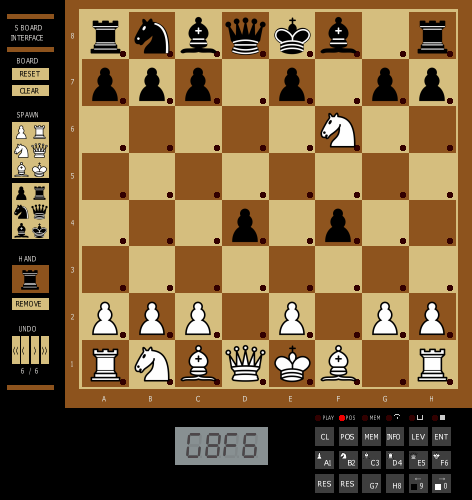 S BOARD
INTERFACE
BOARD
RESET
CLEAR
SPAWN
HAND
REMOVE
UNDO
6 / 6
8
7
6
5
4
3
2
1
A B C D E F G H
G8F6
PLAY POS MEM
CL POS MEM INFO LEV ENT
A1 B2 C3 D4 E5 F6
RES RES G7 H8 9 0